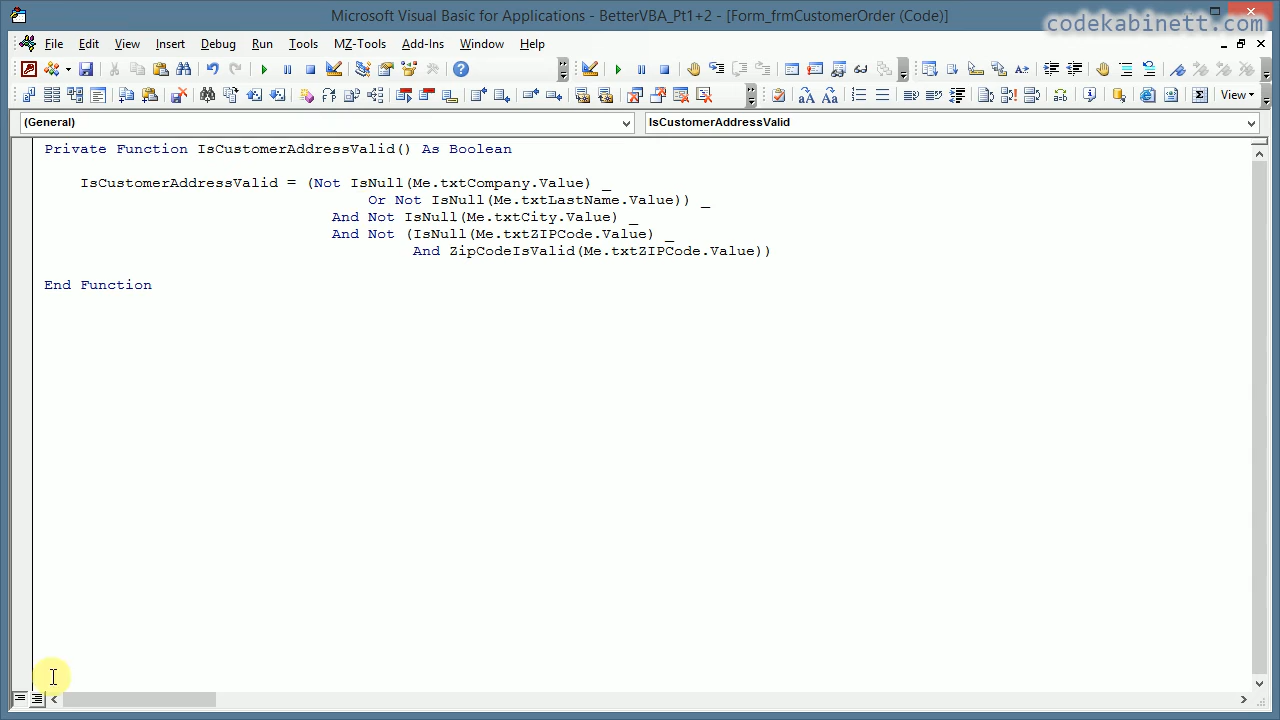 Microsoft Visual Basic for Applications - BetterVBA_Pt1+2 - [Form_frmCustomerOrder (Code)]
codekabinett.com
File Edit View Insert Debug Run Tools MZ-Tools Add-Ins Window Help
View
(General) IsCustomerAddressValid
Private Function IsCustomerAddressValid() As Boolean
IsCustomerAddressValid = (Not IsNull(Me.txtCompany.Value) _
Or Not IsNull(Me.txtLastName.Value)) _
And Not IsNull(Me.txtCity.Value) _
And Not (IsNull(Me.txtZIPCode.Value) _
And ZipCodeIsValid(Me.txtZIPCode.Value))
End Function